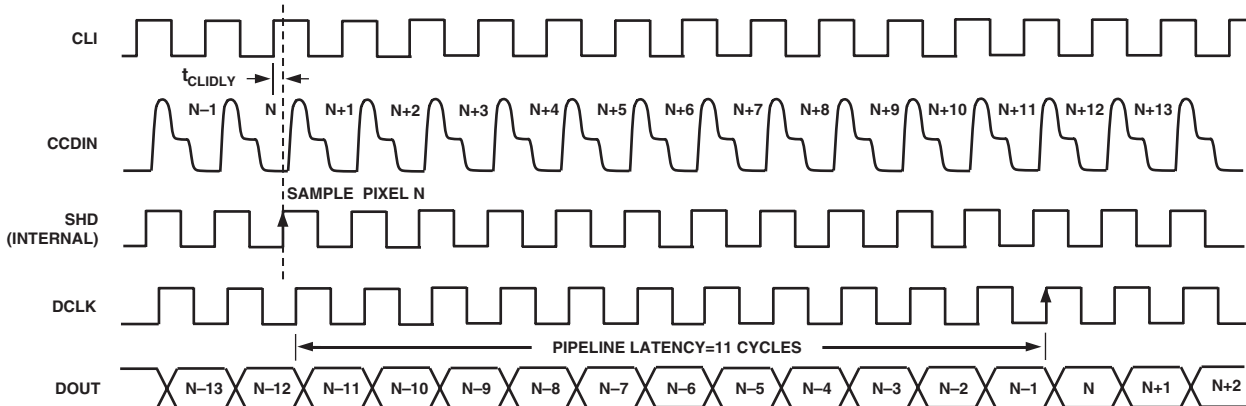 CLI
tCLIDLY
N–1 N N+1 N+2 N+3 N+4 N+5 N+6 N+7 N+8 N+9 N+10 N+11 N+12 N+13
CCDIN
SAMPLE PIXEL N
SHD
(INTERNAL)
DCLK
PIPELINE LATENCY=11 CYCLES
DOUT N–13 N–12 N–11 N–10 N–9 N–8 N–7 N–6 N–5 N–4 N–3 N–2 N–1 N N+1 N+2